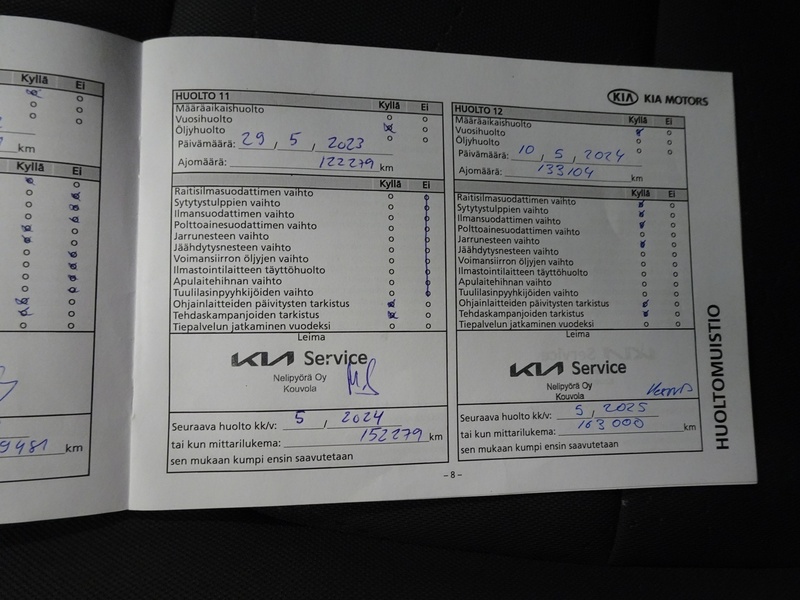 Kyllä Ei
km
Kyllä Ei
9481 km
HUOLTO 11 Kyllä Ei
Määräaikaishuolto
Vuosihuolto
Öljyhuolto
Päivämäärä: 29, 5, 2023
Ajomäärä: 122279 km
Kyllä Ei
Raitisilmasuodattimen vaihto
Sytytystulppien vaihto
Ilmansuodattimen vaihto
Polttoainesuodattimen vaihto
Jarrunesteen vaihto
Jäähdytysnesteen vaihto
Voimansiirron öljyjen vaihto
Ilmastointilaitteen täyttöhuolto
Apulaitehihnan vaihto
Tuulilasinpyyhkijöiden vaihto
Ohjainlaitteiden päivitysten tarkistus
Tehdaskampanjoiden tarkistus
Tiepalvelun jatkaminen vuodeksi
Leima
KIA Service
Nelipyörä Oy
Kouvola
Seuraava huolto kk/v: 5, 2024
tai kun mittarilukema: 152279 km
sen mukaan kumpi ensin saavutetaan
KIA KIA MOTORS
HUOLTO 12 Kyllä Ei
Määräaikaishuolto
Vuosihuolto
Öljyhuolto
Päivämäärä: 10, 5, 2024
Ajomäärä: 133104 km
Kyllä Ei
Raitisilmasuodattimen vaihto
Sytytystulppien vaihto
Ilmansuodattimen vaihto
Polttoainesuodattimen vaihto
Jarrunesteen vaihto
Jäähdytysnesteen vaihto
Voimansiirron öljyjen vaihto
Ilmastointilaitteen täyttöhuolto
Apulaitehihnan vaihto
Tuulilasinpyyhkijöiden vaihto
Ohjainlaitteiden päivitysten tarkistus
Tehdaskampanjoiden tarkistus
Tiepalvelun jatkaminen vuodeksi
Leima
KIA Service
Nelipyörä Oy
Kouvola
Seuraava huolto kk/v: 5, 2025
tai kun mittarilukema: 163000 km
sen mukaan kumpi ensin saavutetaan
HUOLTOMUISTIO
- 8 -